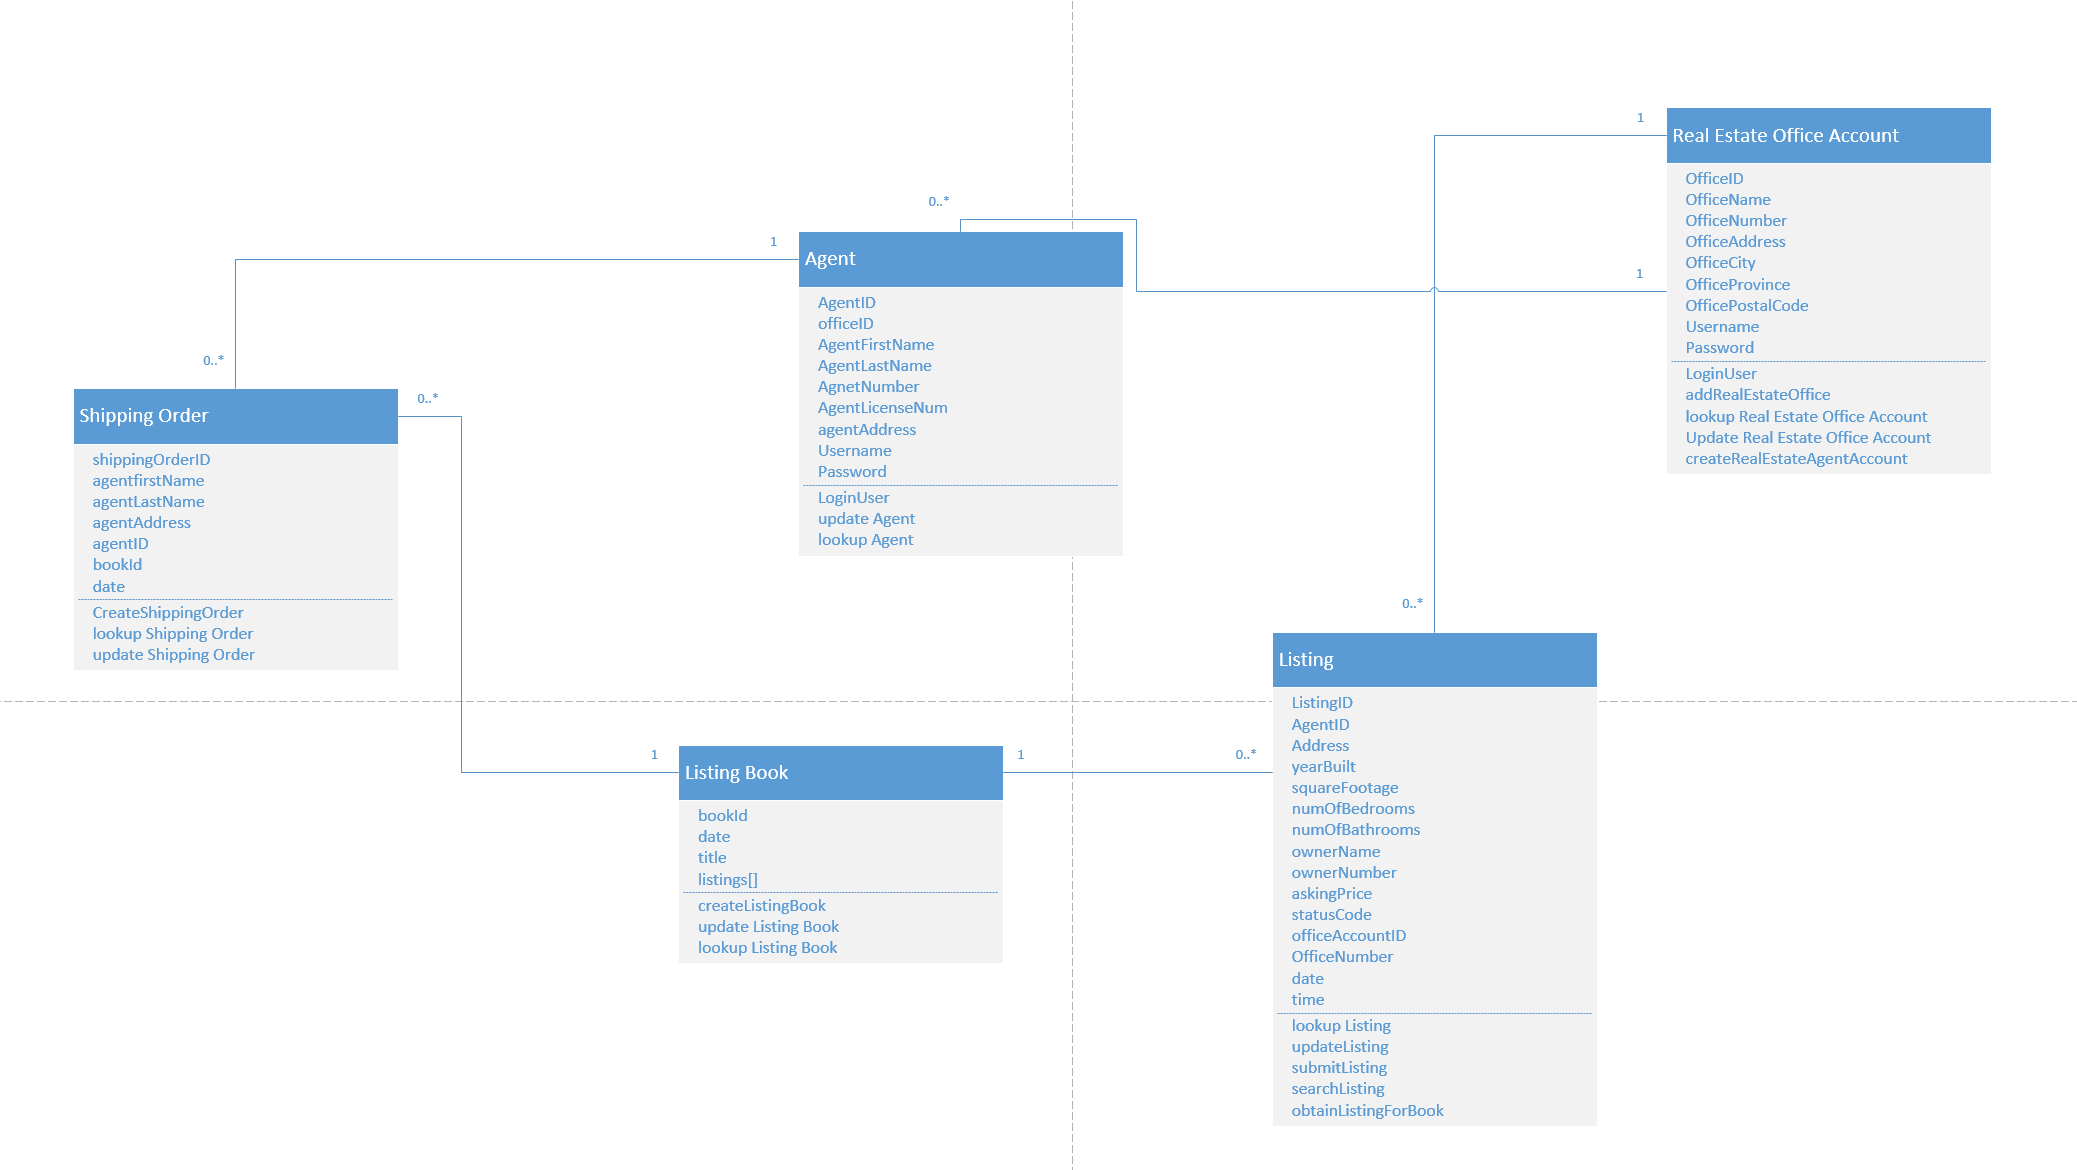 1
Real Estate Office Account
OfficeID
OfficeName
OfficeNumber
OfficeAddress
OfficeCity
OfficeProvince
OfficePostalCode
Username
Password
LoginUser
addRealEstateOffice
lookup Real Estate Office Account
Update Real Estate Office Account
createRealEstateAgentAccount
1
0..*
1
Agent
AgentID
officeID
AgentFirstName
AgentLastName
AgnetNumber
AgentLicenseNum
agentAddress
Username
Password
LoginUser
update Agent
lookup Agent
0..*
0..*
Shipping Order
shippingOrderID
agentfirstName
agentLastName
agentAddress
agentID
bookId
date
CreateShippingOrder
lookup Shipping Order
update Shipping Order
1
Listing Book
1
bookId
date
title
listings[]
createListingBook
update Listing Book
lookup Listing Book
0..*
0..*
Listing
ListingID
AgentID
Address
yearBuilt
squareFootage
numOfBedrooms
numOfBathrooms
ownerName
ownerNumber
askingPrice
statusCode
officeAccountID
OfficeNumber
date
time
lookup Listing
updateListing
submitListing
searchListing
obtainListingForBook